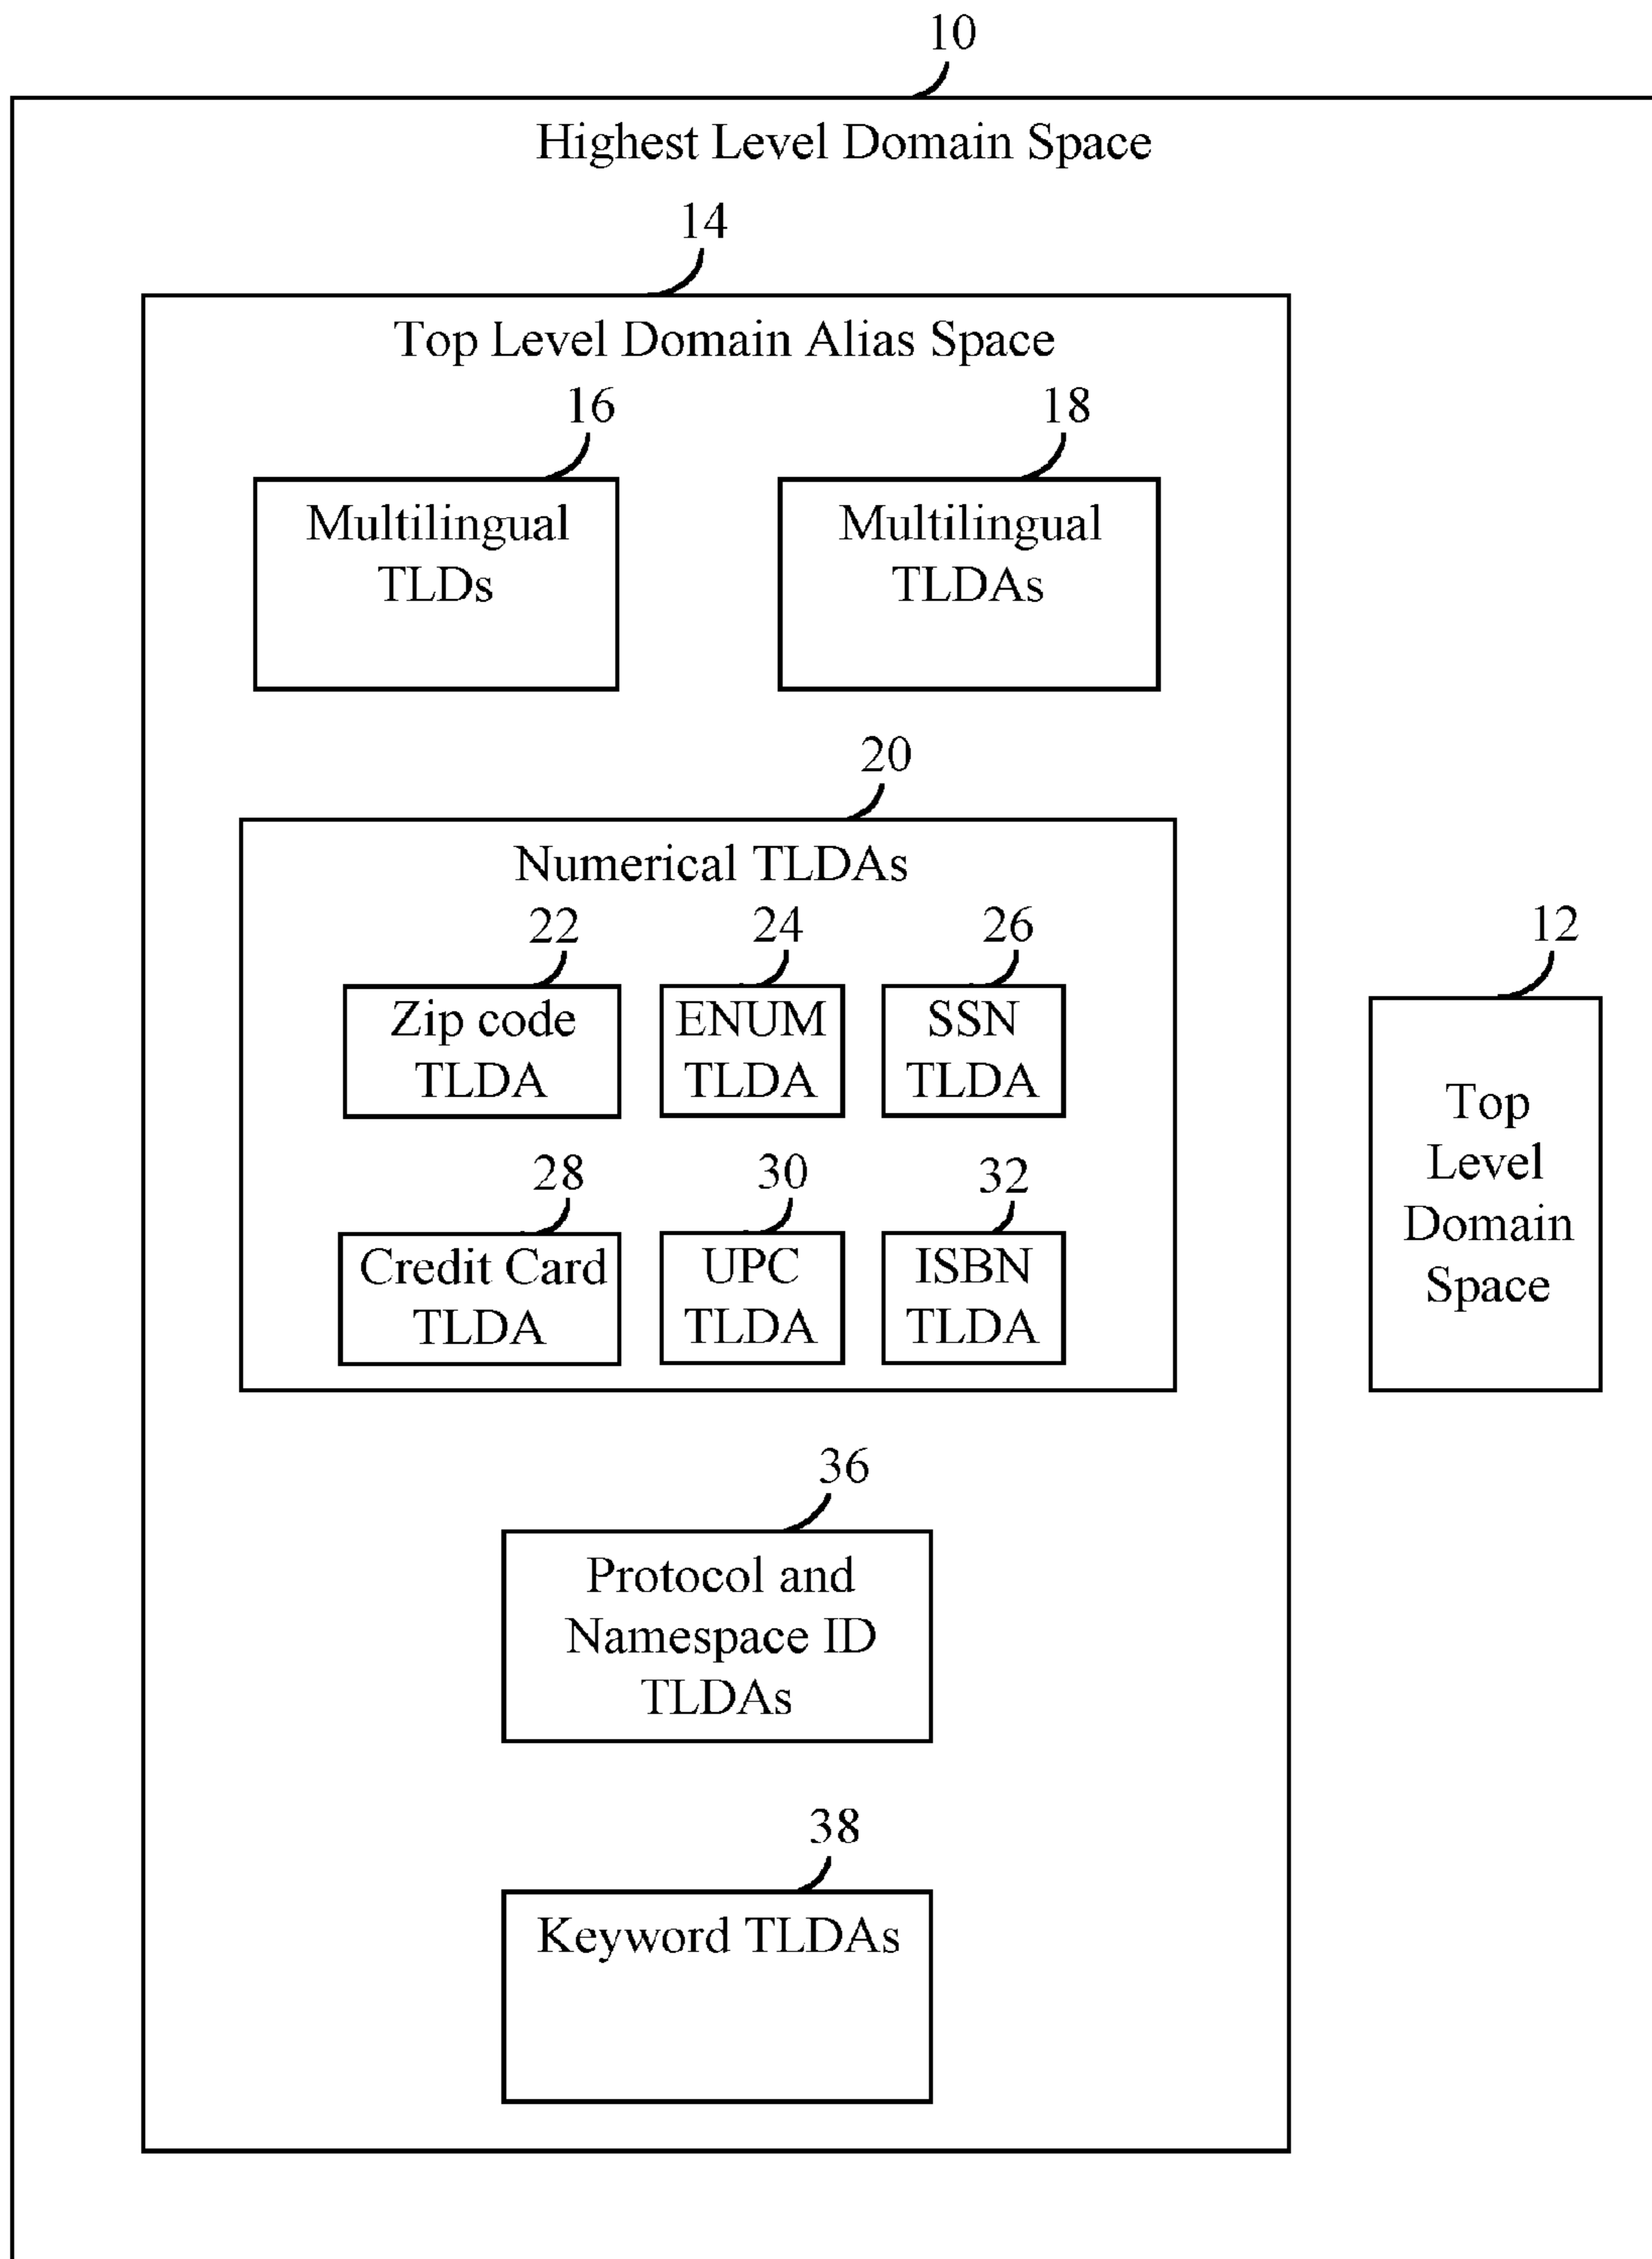 10
Highest Level Domain Space
14
Top Level Domain Alias Space
16
18
Multilingual
TLDs
Multilingual
TLDAs
20
Numerical TLDAs
22
24
26
Zip code
TLDA
ENUM
TLDA
SSN
TLDA
28
30
32
Credit Card
TLDA
UPC
TLDA
ISBN
TLDA
12
Top
Level
Domain
Space
36
Protocol and
Namespace ID
TLDAs
38
Keyword TLDAs